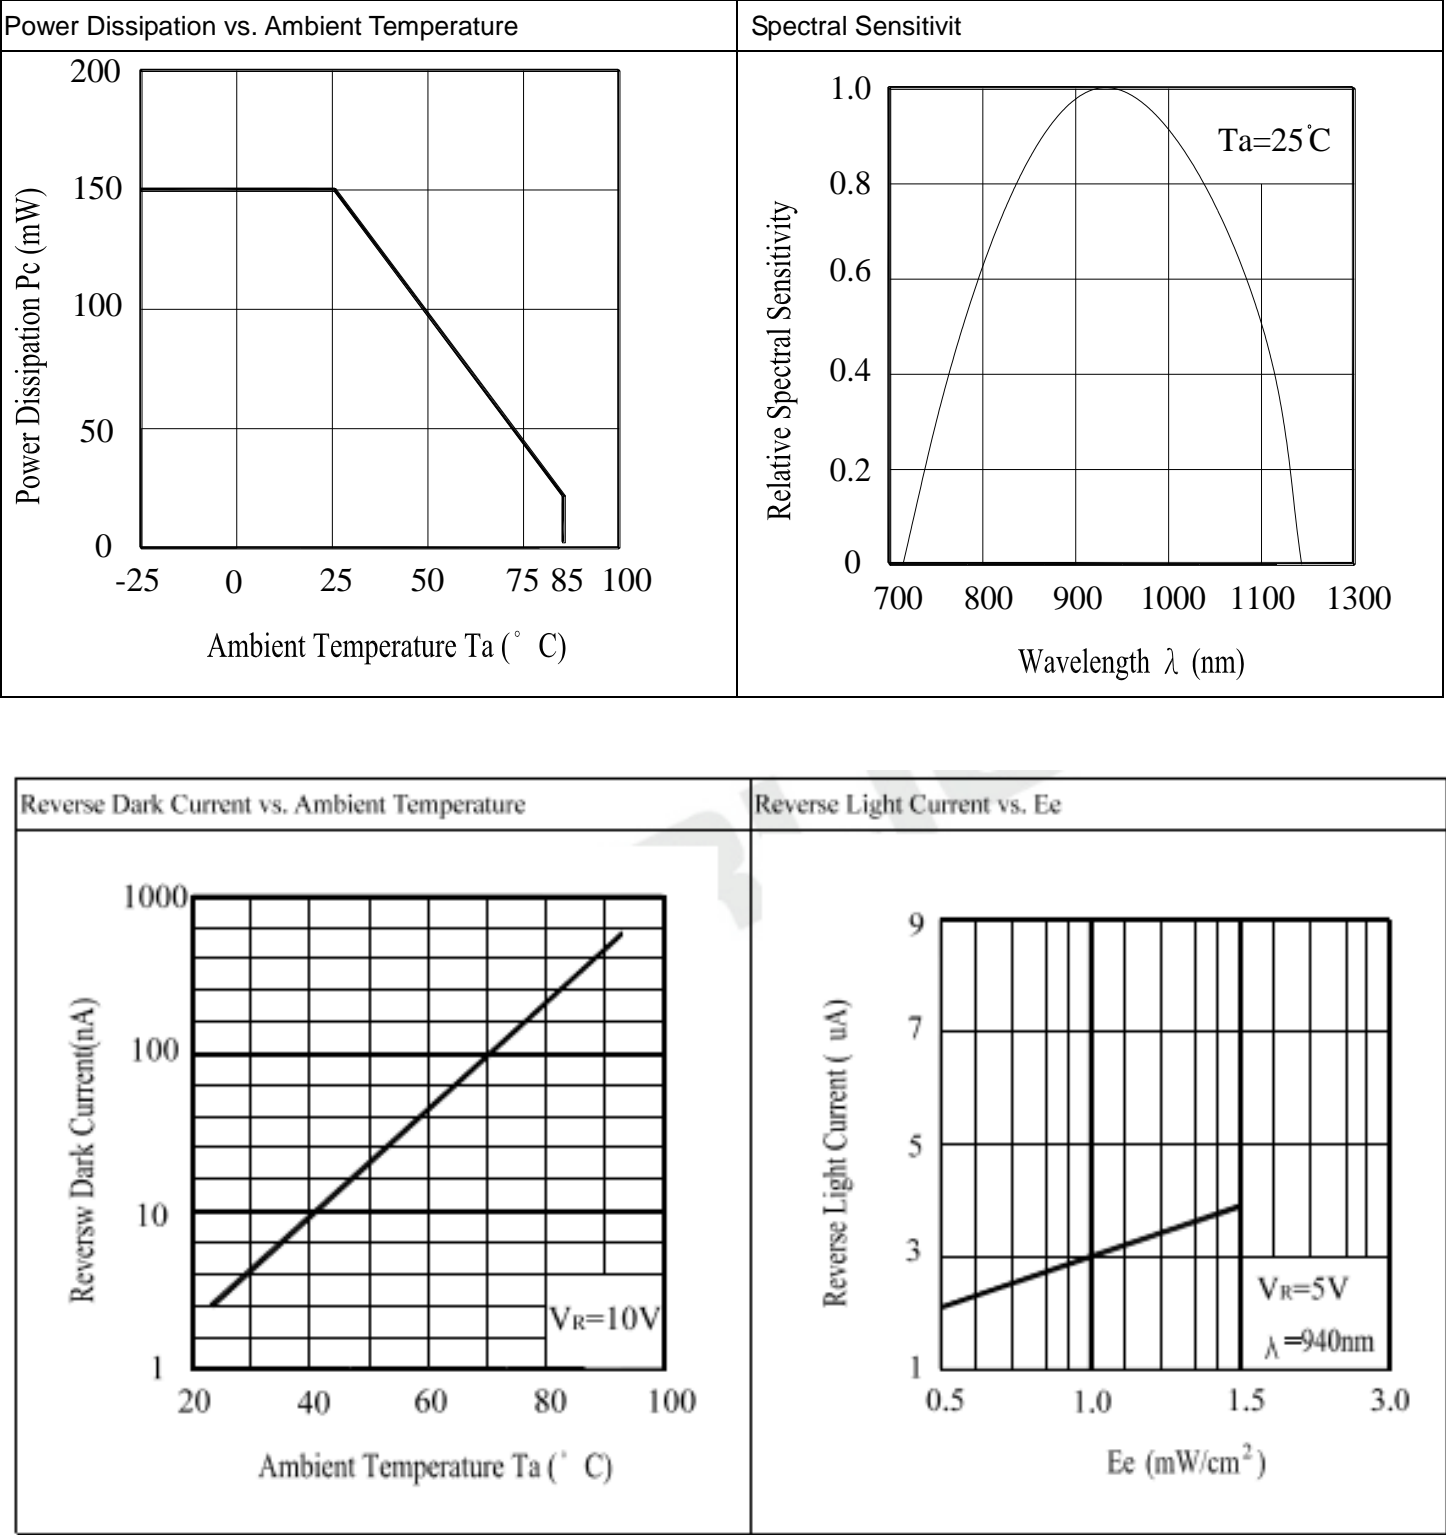 Power Dissipation vs. Ambient Temperature
200
150
100
50
0
-25 0 25 50 75 85 100
Power Dissipation Pc (mW)
Ambient Temperature Ta (° C)
Spectral Sensitivit
1.0
0.8
0.6
0.4
0.2
0
Ta=25℃
700 800 900 1000 1100 1300
Relative Spectral Sensitivity
Wavelength λ (nm)
Reverse Dark Current vs. Ambient Temperature
1000
100
10
1
VR=10V
20 40 60 80 100
Reversw Dark Current(nA)
Ambient Temperature Ta (° C)
Reverse Light Current vs. Ee
9
7
5
3
1
VR=5V
λ=940nm
0.5 1.0 1.5 3.0
Reverse Light Current ( uA)
Ee (mW/cm²)